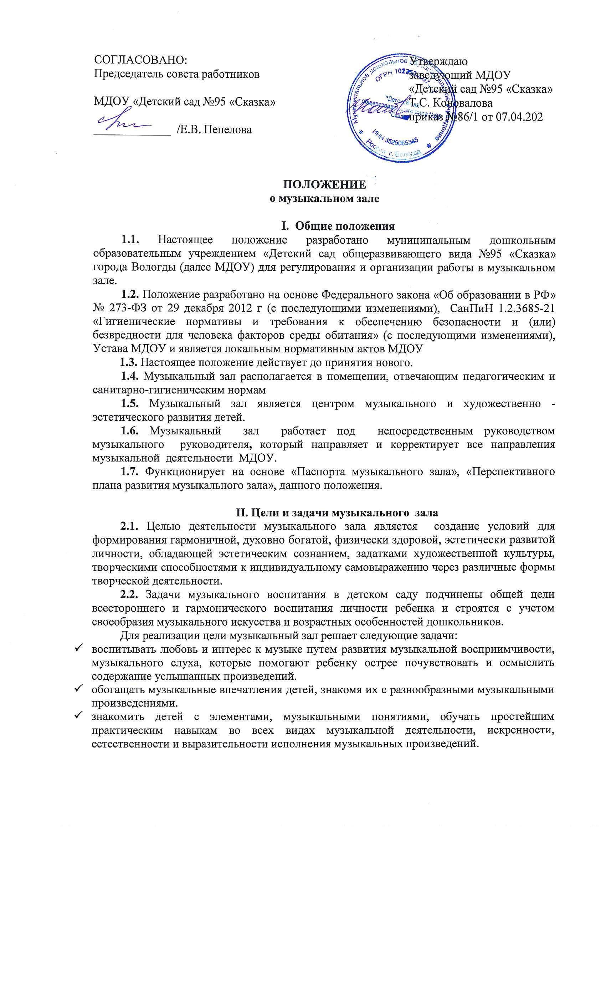 СОГЛАСОВАНО:
Председатель совета работников
МДОУ «Детский сад №95 «Сказка»
/Е.В. Пепелова
Утверждаю
заведующий МДОУ
«Детский сад №95 «Сказка»
Т.С. Коновалова
приказ №86/1 от 07.04.202
Муниципальное дошкольное образовательное учреждение
ОГРН
"Детский сад
общеразвивающего вида №95
"Сказка"
ИНН 3525085345
Россия г. Вологда
ПОЛОЖЕНИЕ
о музыкальном зале
I. Общие положения
1.1. Настоящее положение разработано муниципальным дошкольным
образовательным учреждением «Детский сад общеразвивающего вида №95 «Сказка»
города Вологды (далее МДОУ) для регулирования и организации работы в музыкальном
зале.
1.2. Положение разработано на основе Федерального закона «Об образовании в РФ»
№ 273-ФЗ от 29 декабря 2012 г (с последующими изменениями), СанПиН 1.2.3685-21
«Гигиенические нормативы и требования к обеспечению безопасности и (или)
безвредности для человека факторов среды обитания» (с последующими изменениями),
Устава МДОУ и является локальным нормативным актов МДОУ
1.3. Настоящее положение действует до принятия нового.
1.4. Музыкальный зал располагается в помещении, отвечающим педагогическим и
санитарно-гигиеническим нормам
1.5. Музыкальный зал является центром музыкального и художественно -
эстетического развития детей.
1.6. Музыкальный зал работает под непосредственным руководством
музыкального руководителя, который направляет и корректирует все направления
музыкальной деятельности МДОУ.
1.7. Функционирует на основе «Паспорта музыкального зала», «Перспективного
плана развития музыкального зала», данного положения.
II. Цели и задачи музыкального зала
2.1. Целью деятельности музыкального зала является создание условий для
формирования гармоничной, духовно богатой, физически здоровой, эстетически развитой
личности, обладающей эстетическим сознанием, задатками художественной культуры,
творческими способностями к индивидуальному самовыражению через различные формы
творческой деятельности.
2.2. Задачи музыкального воспитания в детском саду подчинены общей цели
всестороннего и гармонического воспитания личности ребенка и строятся с учетом
своеобразия музыкального искусства и возрастных особенностей дошкольников.
Для реализации цели музыкальный зал решает следующие задачи:
✓ воспитывать любовь и интерес к музыке путем развития музыкальной восприимчивости,
музыкального слуха, которые помогают ребенку острее почувствовать и осмыслить
содержание услышанных произведений.
✓ обогащать музыкальные впечатления детей, знакомя их с разнообразными музыкальными
произведениями.
✓ знакомить детей с элементами, музыкальными понятиями, обучать простейшим
практическим навыкам во всех видах музыкальной деятельности, искренности,
естественности и выразительности исполнения музыкальных произведений.